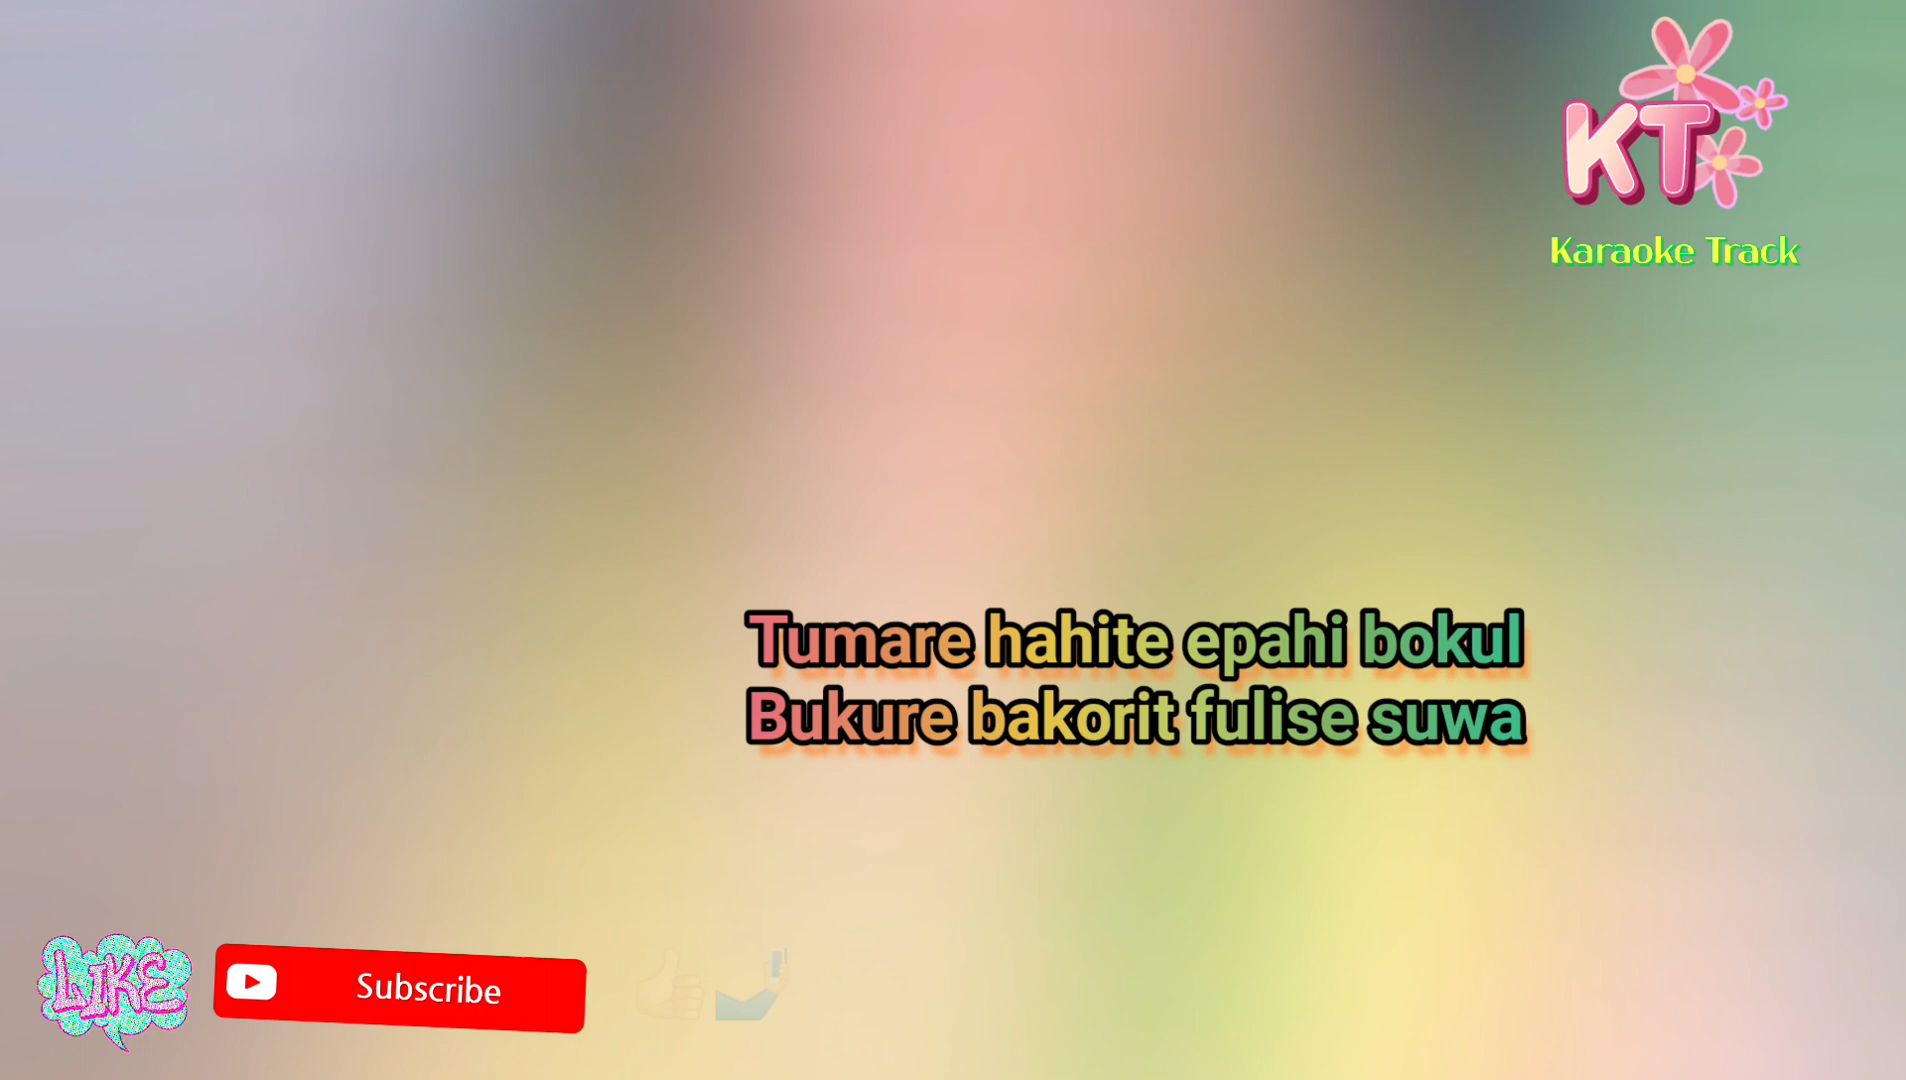 KT
Karaoke Track
Tumare hahite epahi bokul
Bukure bakorit fulise suwa
LIKE
Subscribe